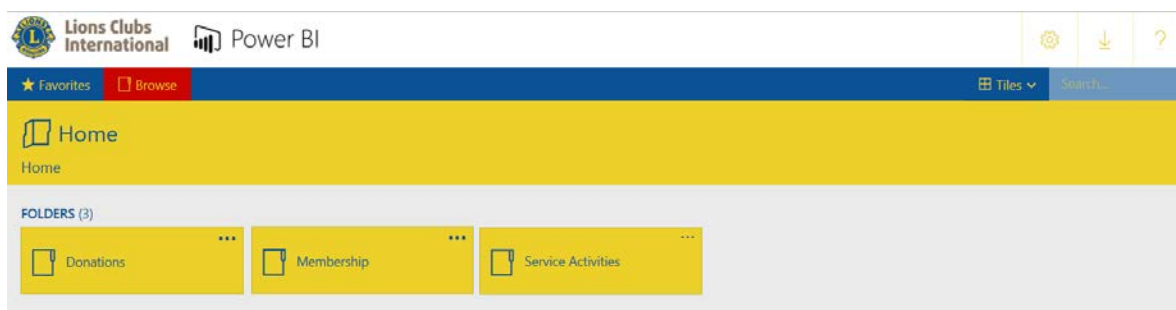 Lions Clubs
International
Power BI
?
Favorites Browse Tiles Search...
Home
Home
FOLDERS (3)
Donations Membership Service Activities